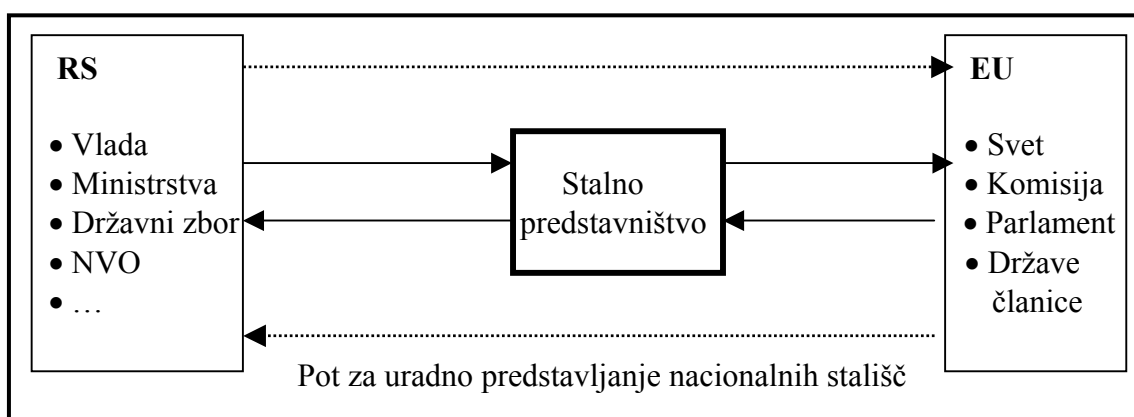 RS
• Vlada
• Ministrstva
• Državni zbor
• NVO
• …
Stalno
predstavništvo
EU
• Svet
• Komisija
• Parlament
• Države
članice
Pot za uradno predstavljanje nacionalnih stališč